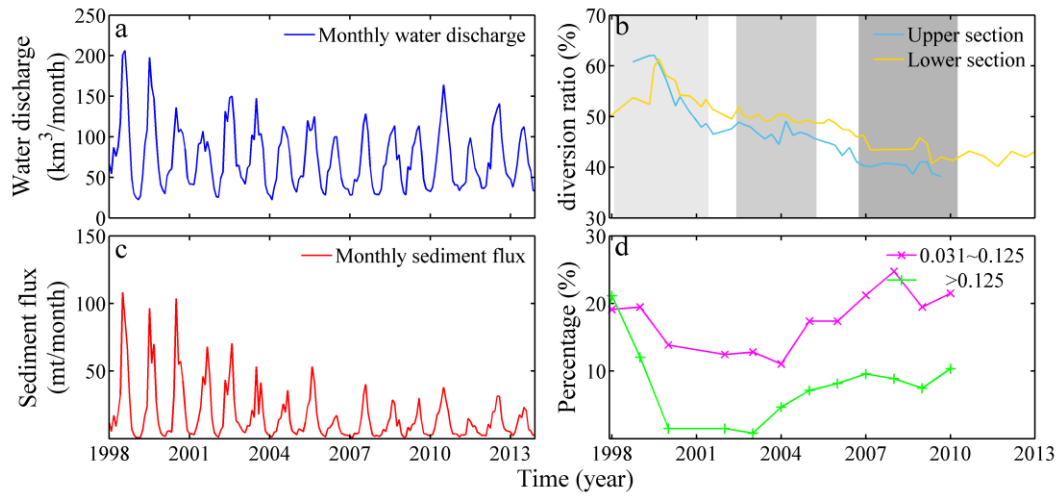 a
Monthly water discharge
Water discharge
(km³/month)
250
200
150
100
50
0
b
Upper section
Lower section
diversion ratio (%)
70
60
50
40
30
c
Monthly sediment flux
Sediment flux
(mt/month)
150
100
50
1998
2001
2004
2007
2010
2013
d
0.031~0.125
>0.125
Percentage (%)
30
20
10
0
1998
2001
2004
2007
2010
2013
Time (year)